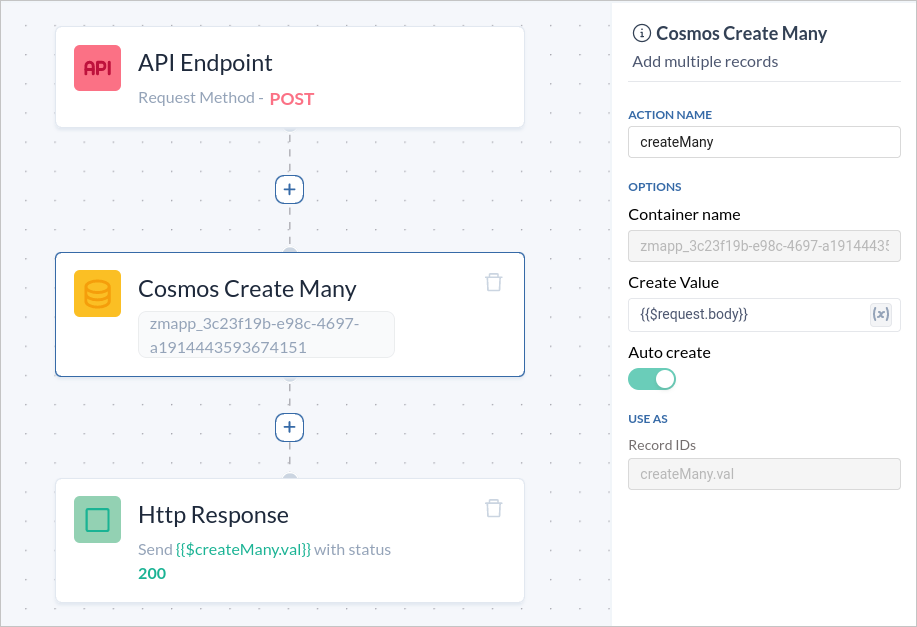 API
API Endpoint
Request Method - POST
Cosmos Create Many
zmapp_3c23f19b-e98c-4697-
a1914443593674151
Http Response
Send {{$createMany.val}} with status
200
Cosmos Create Many
Add multiple records
ACTION NAME
createMany
OPTIONS
Container name
zmapp_3c23f19b-e98c-4697-a19144435
Create Value
{{$request.body}}
(x)
Auto create
USE AS
Record IDs
createMany.val